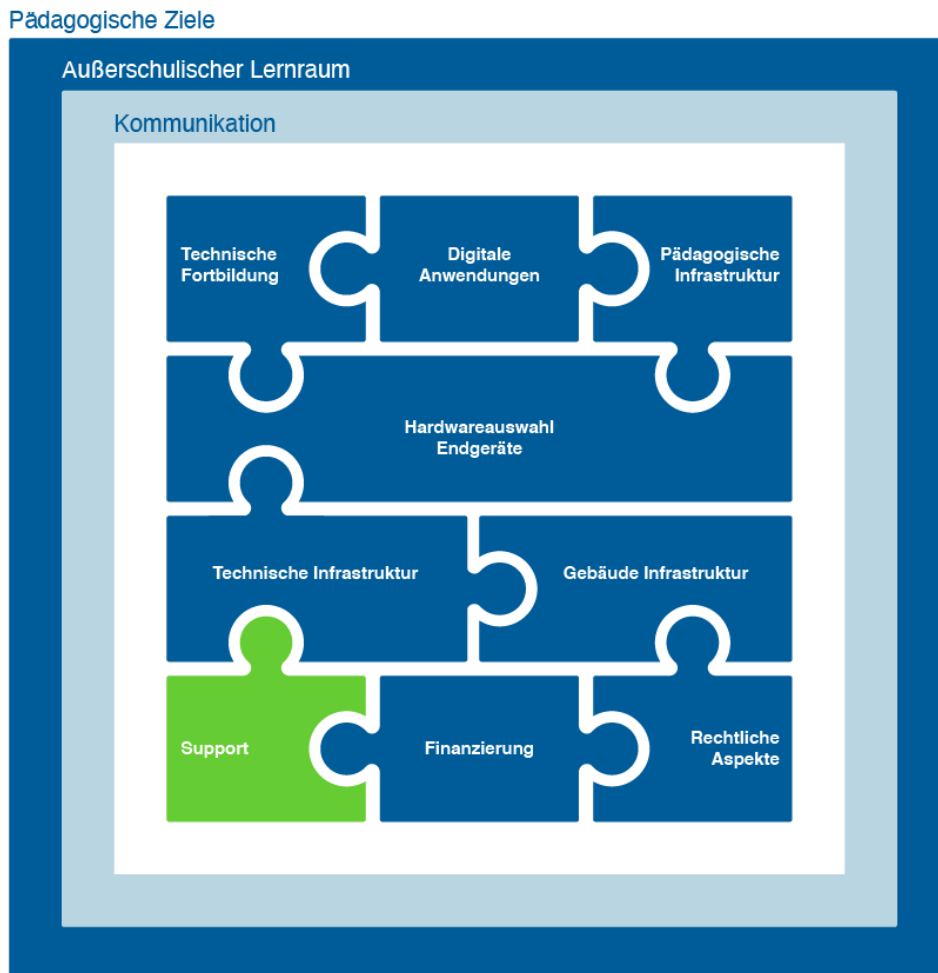 Pädagogische Ziele
Außerschulischer Lernraum
Kommunikation
Technische
Fortbildung
Digitale
Anwendungen
Pädagogische
Infrastruktur
Hardwareauswahl
Endgeräte
Technische Infrastruktur
Gebäude Infrastruktur
Support
Finanzierung
Rechtliche
Aspekte